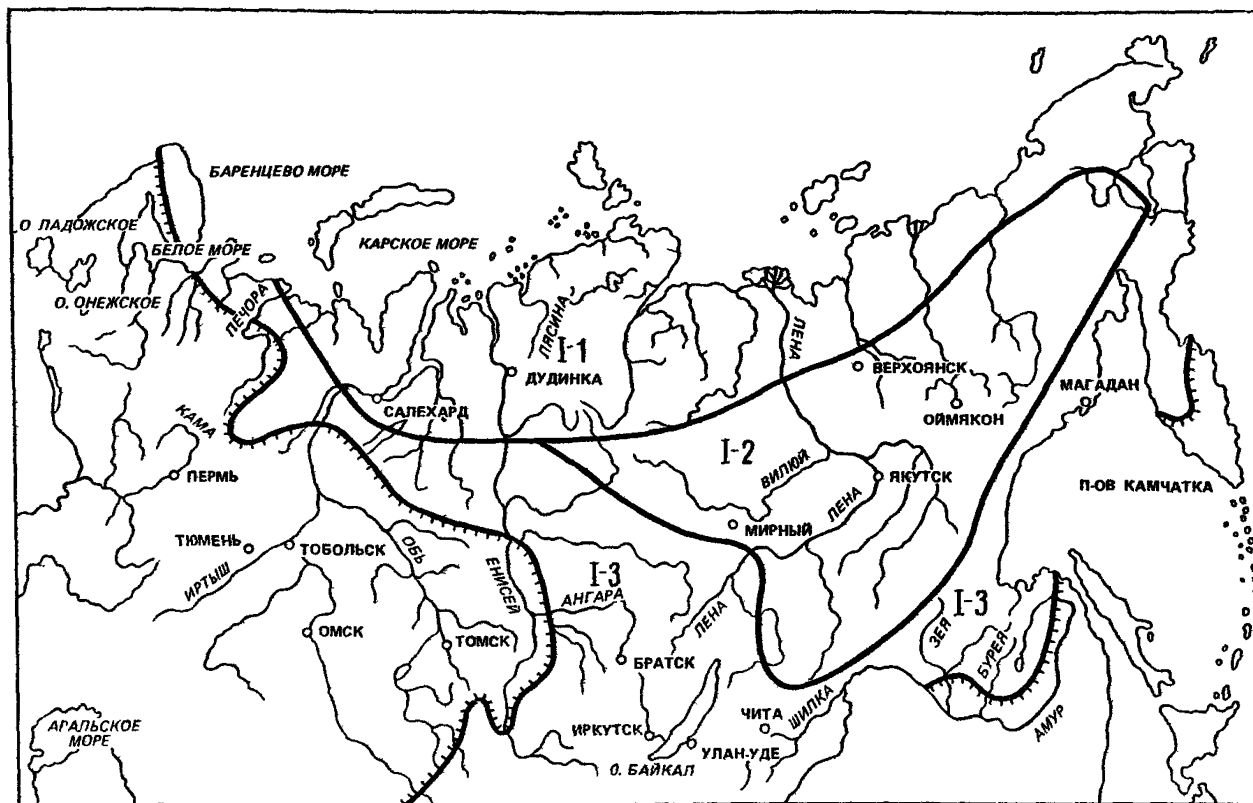 БАРЕНЦЕВО МОРЕ
О ЛАДОЖСКОЕ
БЕЛОЕ МОРЕ
КАРСКОЕ МОРЕ
О. ОНЕЖСКОЕ
ПЕЧОРА
ЛЯСИНА
ЛЕНА
I-1
ДУДИНКА
ВЕРХОЯНСК
МАГАДАН
САЛЕХАРД
ОЙМЯКОН
КАМА
I-2
ПЕРМЬ
ВИЛЮЙ
ЯКУТСК
П-ОВ КАМЧАТКА
ЛЕНА
МИРНЫЙ
ТЮМЕНЬ
ТОБОЛЬСК
ОБЬ
ИРТЫШ
ЕНИСЕЙ
I-3
АНГАРА
ЛЕНА
I-3
ЗЕЯ
БУРЕЯ
ОМСК
ТОМСК
БРАТСК
АГАЛЬСКОЕ
МОРЕ
ИРКУТСК
ЧИТА
ШИЛКА
АМУР
УЛАН-УДЕ
О. БАЙКАЛ